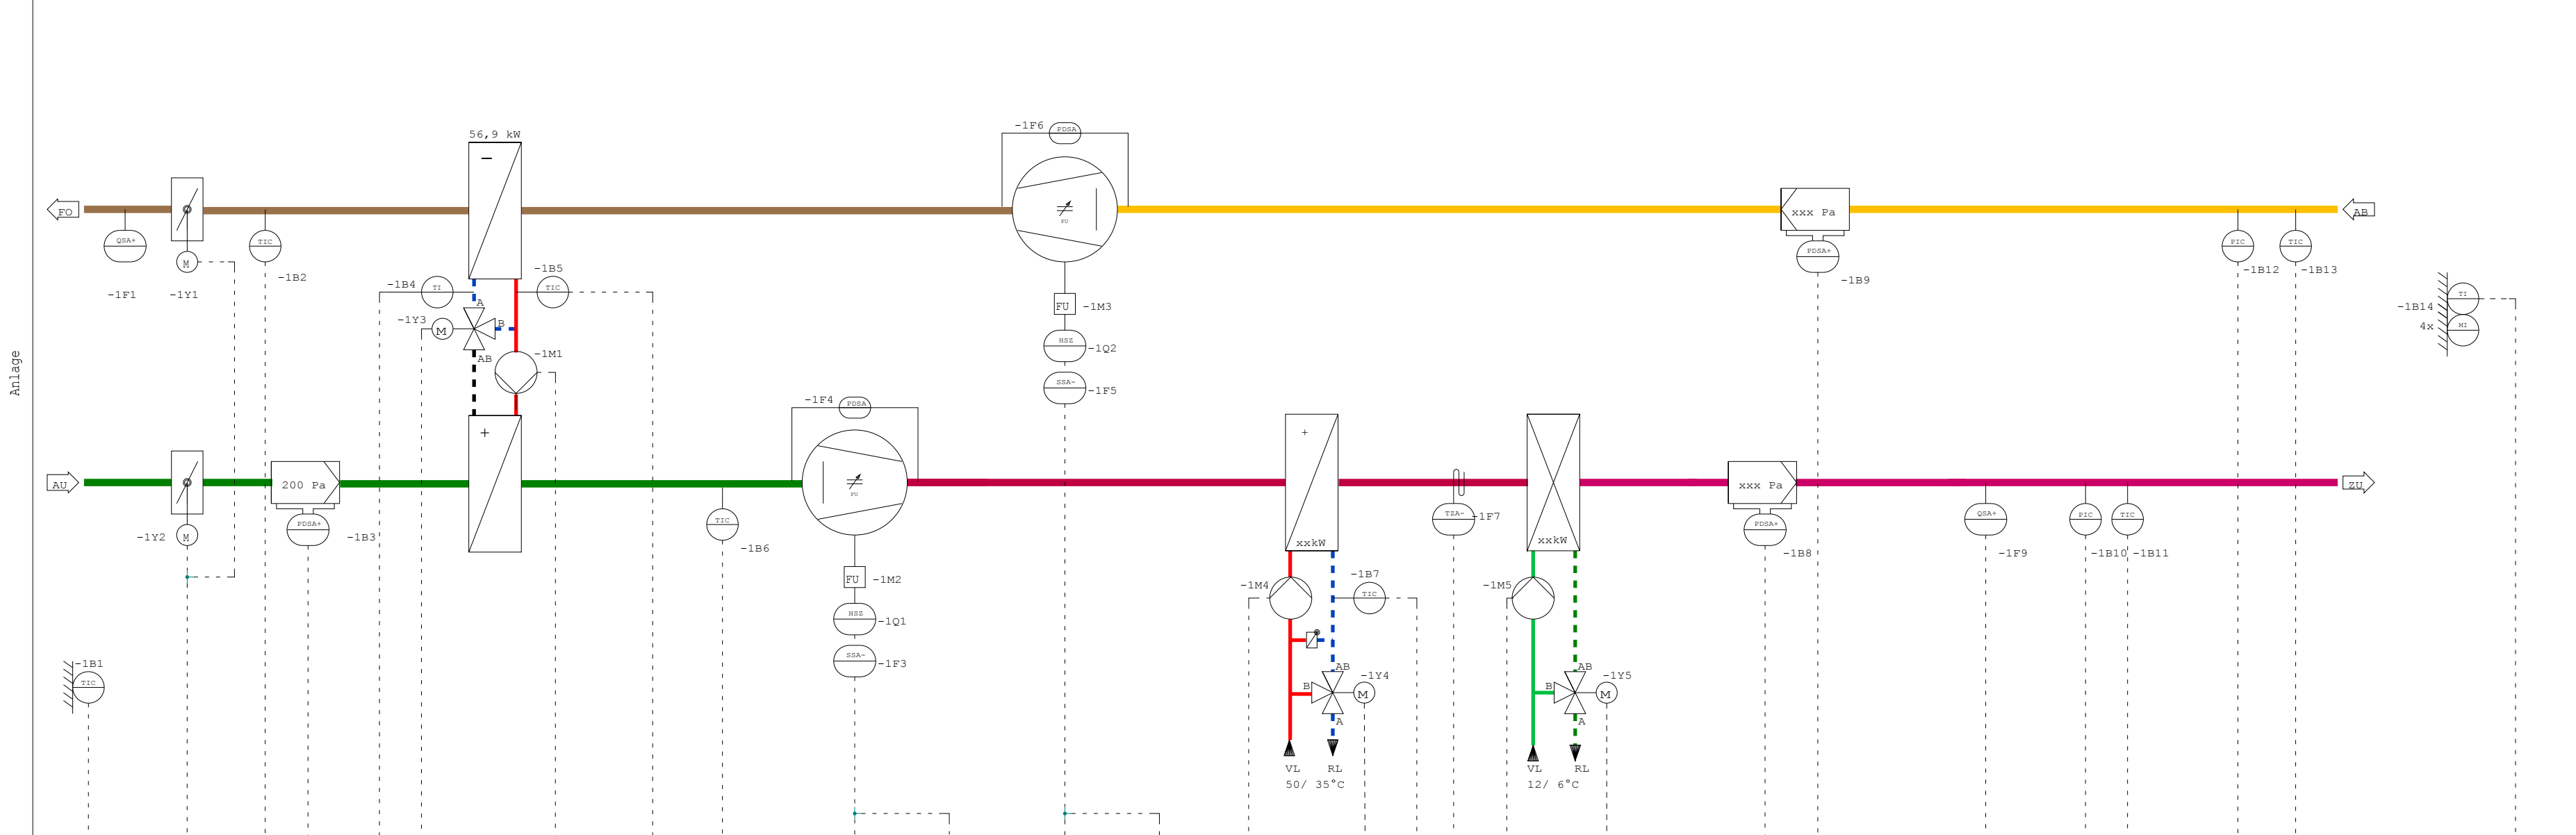 56,9 kW
-1F6 PDSA
FO
AB
xxx Pa
FU
QSA+
TIC
M
PDSA+
PIC
TIC
-1F1
-1Y1
-1B2
-1B4
TI
-1B5
TIC
-1B9
-1B12
-1B13
A
B
-1Y3
M
AB
-1M1
FU
-1M3
HSZ
-1Q2
SSA-
-1F5
-1B14
4x
TI
MI
Anlage
-1F4 PDSA
+
+
AU
200 Pa
FU
xxx Pa
ZU
-1Y2
M
PDSA+
-1B3
TIC
-1B6
xxkW
TZA-
-1F7
xxkW
PDSA+
-1B8
QSA+
-1F9
PIC
-1B10
TIC
-1B11
FU
-1M2
HSZ
-1Q1
SSA-
-1F3
-1M4
-1B7
TIC
-1M5
-1B1
TIC
AB
B
-1Y4
M
A
AB
B
-1Y5
M
A
VL
RL
50/ 35°C
VL
RL
12/ 6°C